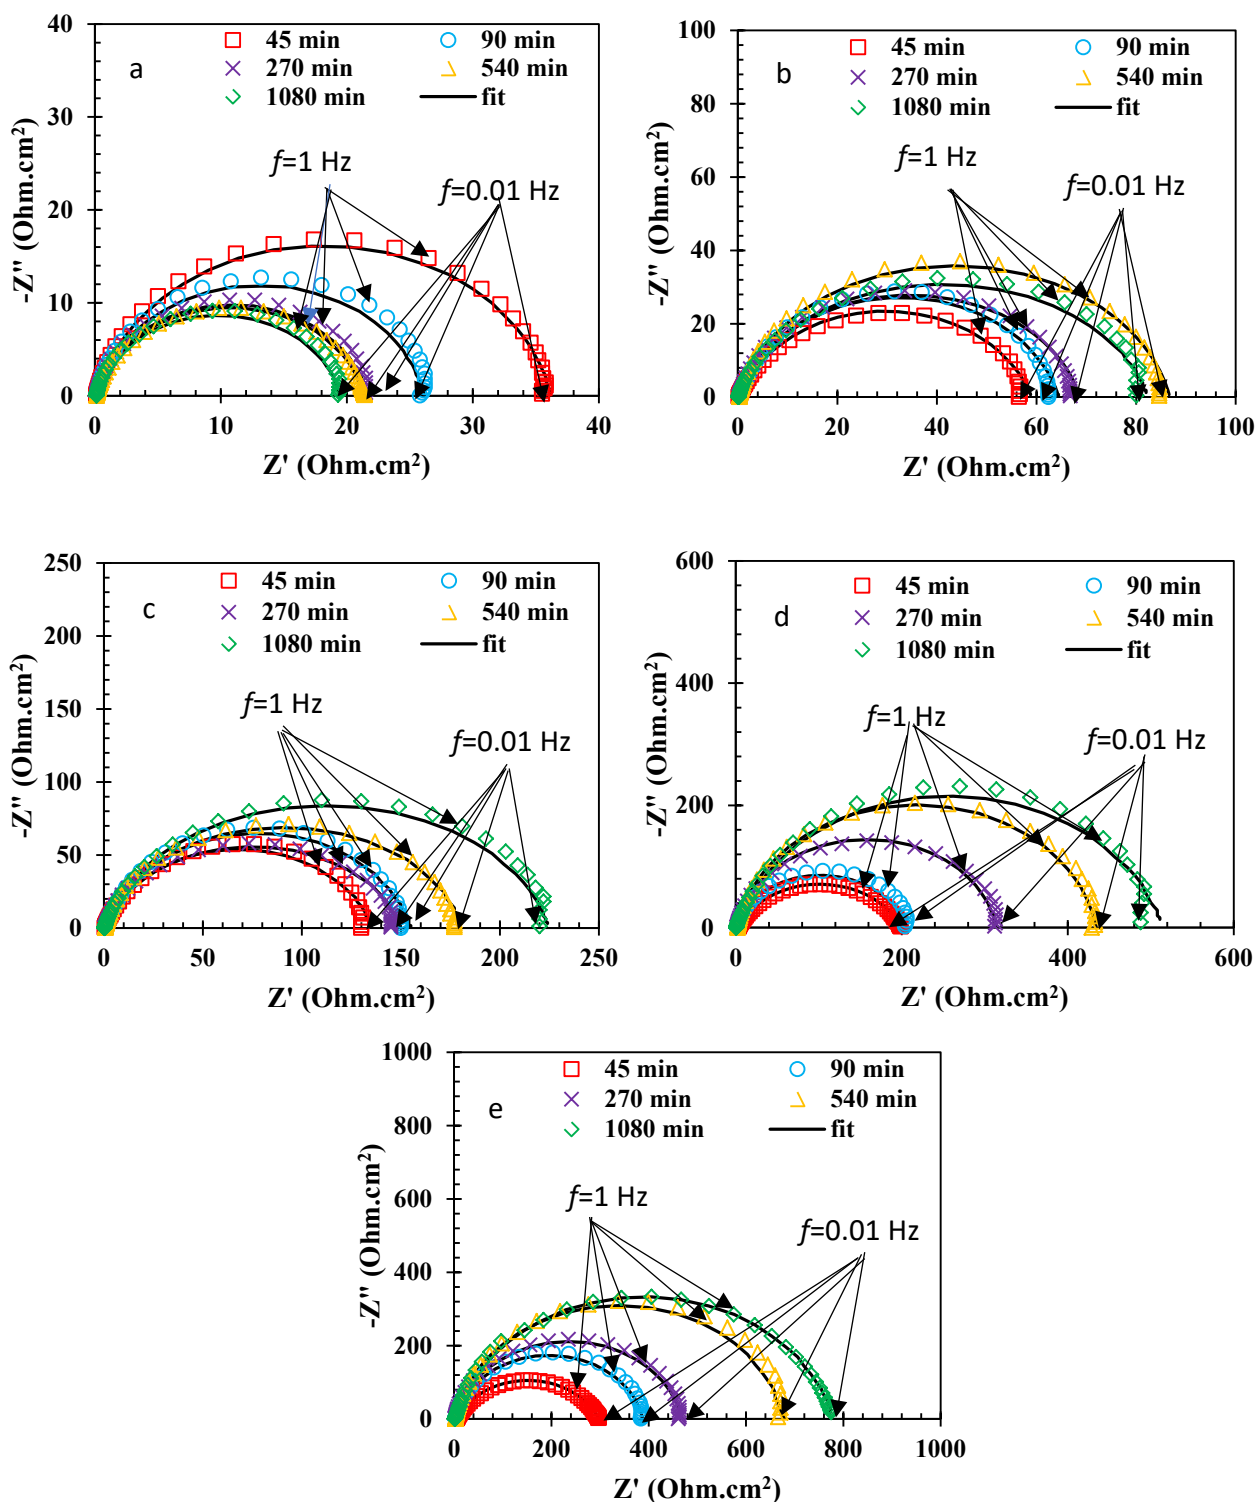 a
45 min
90 min
270 min
540 min
1080 min
fit
f=1 Hz
f=0.01 Hz
40
30
20
10
0
-Z'' (Ohm.cm²)
0 10 20 30 40
Z' (Ohm.cm²)
b
45 min
90 min
270 min
540 min
1080 min
fit
f=1 Hz
f=0.01 Hz
100
80
60
40
20
0
-Z'' (Ohm.cm²)
0 20 40 60 80 100
Z' (Ohm.cm²)
c
45 min
90 min
270 min
540 min
1080 min
fit
f=1 Hz
f=0.01 Hz
250
200
150
100
50
0
-Z'' (Ohm.cm²)
0 50 100 150 200 250
Z' (Ohm.cm²)
d
45 min
90 min
270 min
540 min
1080 min
fit
f=1 Hz
f=0.01 Hz
600
400
200
0
-Z'' (Ohm.cm²)
0 200 400 600
Z' (Ohm.cm²)
e
45 min
90 min
270 min
540 min
1080 min
fit
f=1 Hz
f=0.01 Hz
1000
800
600
400
200
0
-Z'' (Ohm.cm²)
0 200 400 600 800 1000
Z' (Ohm.cm²)